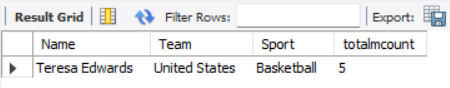 Result Grid Filter Rows: Export:
Name Team Sport totalmcount
Teresa Edwards United States Basketball 5